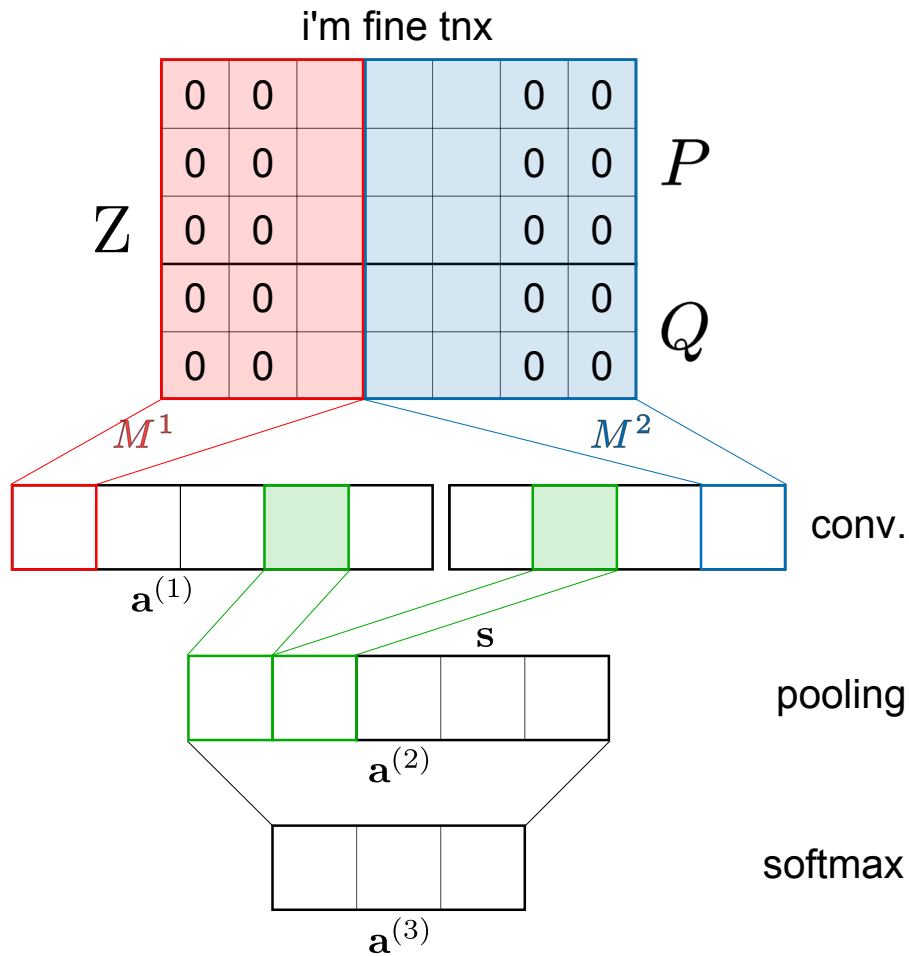 i'm fine tnx
0 0 0 0
0 0 0 0
P
Z
0 0 0 0
0 0 0 0
Q
0 0 0 0
M¹ M²
conv.
a⁽¹⁾
s
pooling
a⁽²⁾
softmax
a⁽³⁾